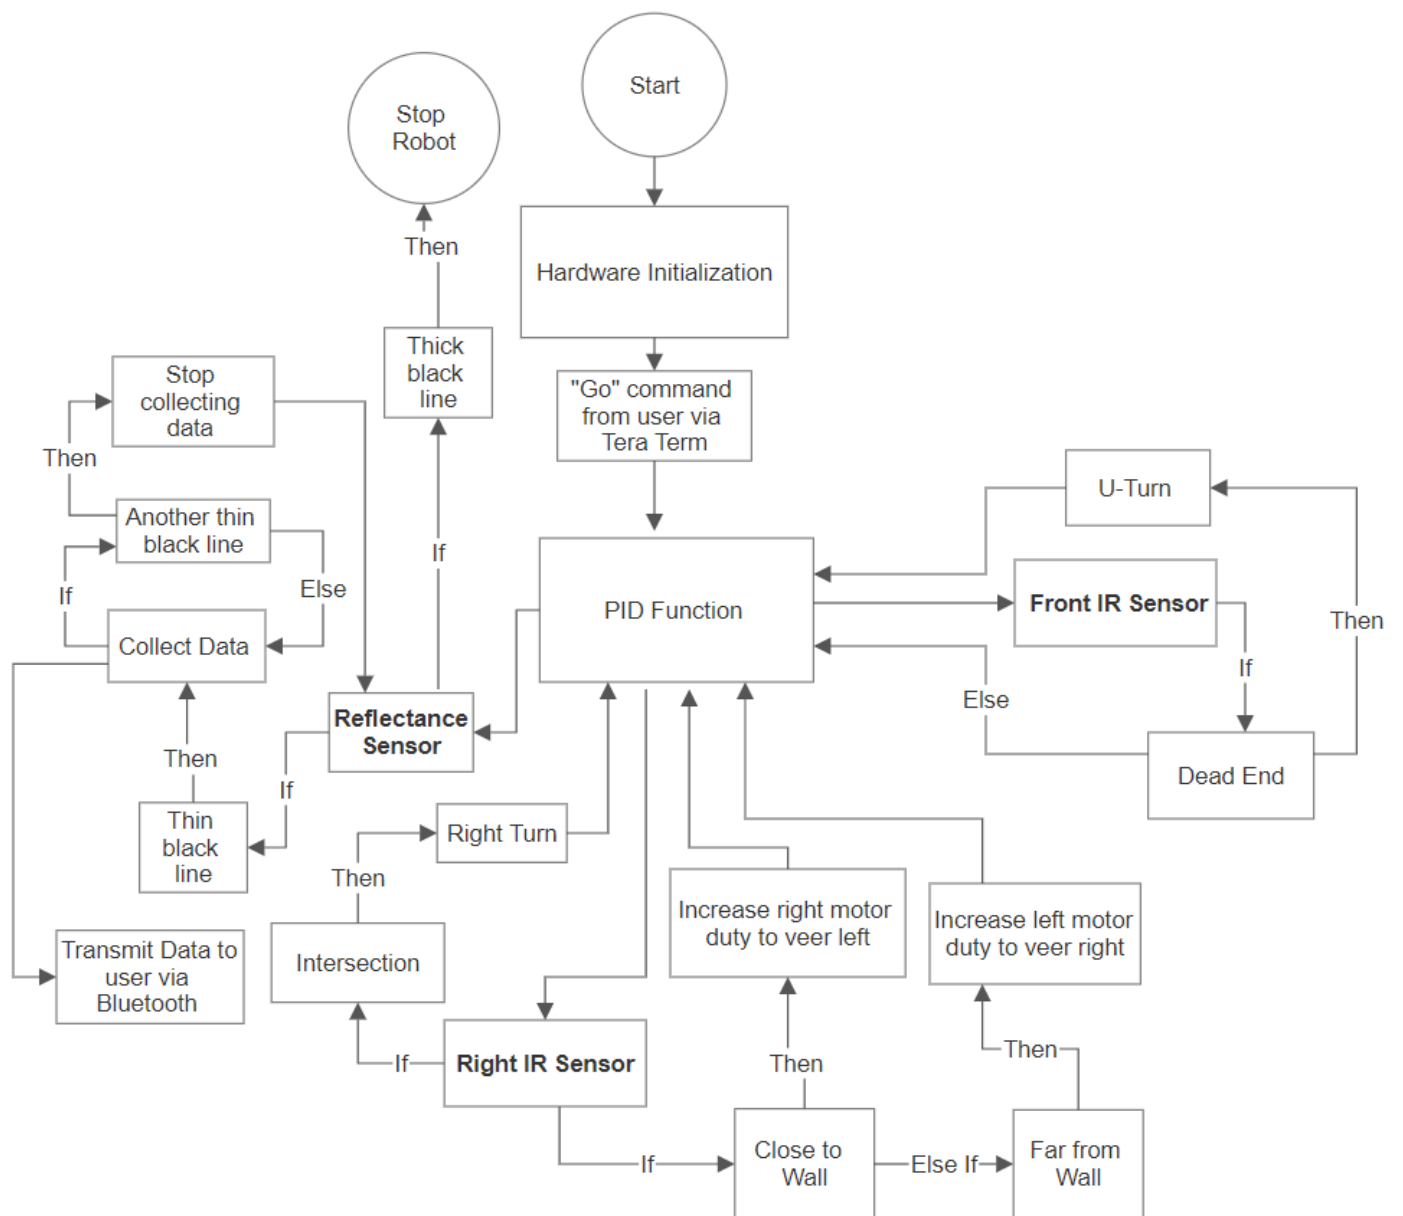 Start
Stop
Robot
Then
Hardware Initialization
Thick
black
line
"Go" command
from user via
Tera Term
Stop
collecting
data
Then
Another thin
black line
If
Else
If
Collect Data
U-Turn
PID Function
Front IR Sensor
Then
If
Else
Dead End
Reflectance
Sensor
Then
If
Thin
black
line
Right Turn
Then
Increase right motor
duty to veer left
Increase left motor
duty to veer right
Transmit Data to
user via
Bluetooth
Intersection
If
Right IR Sensor
Then
Then
If
Close to
Wall
Else If
Far from
Wall